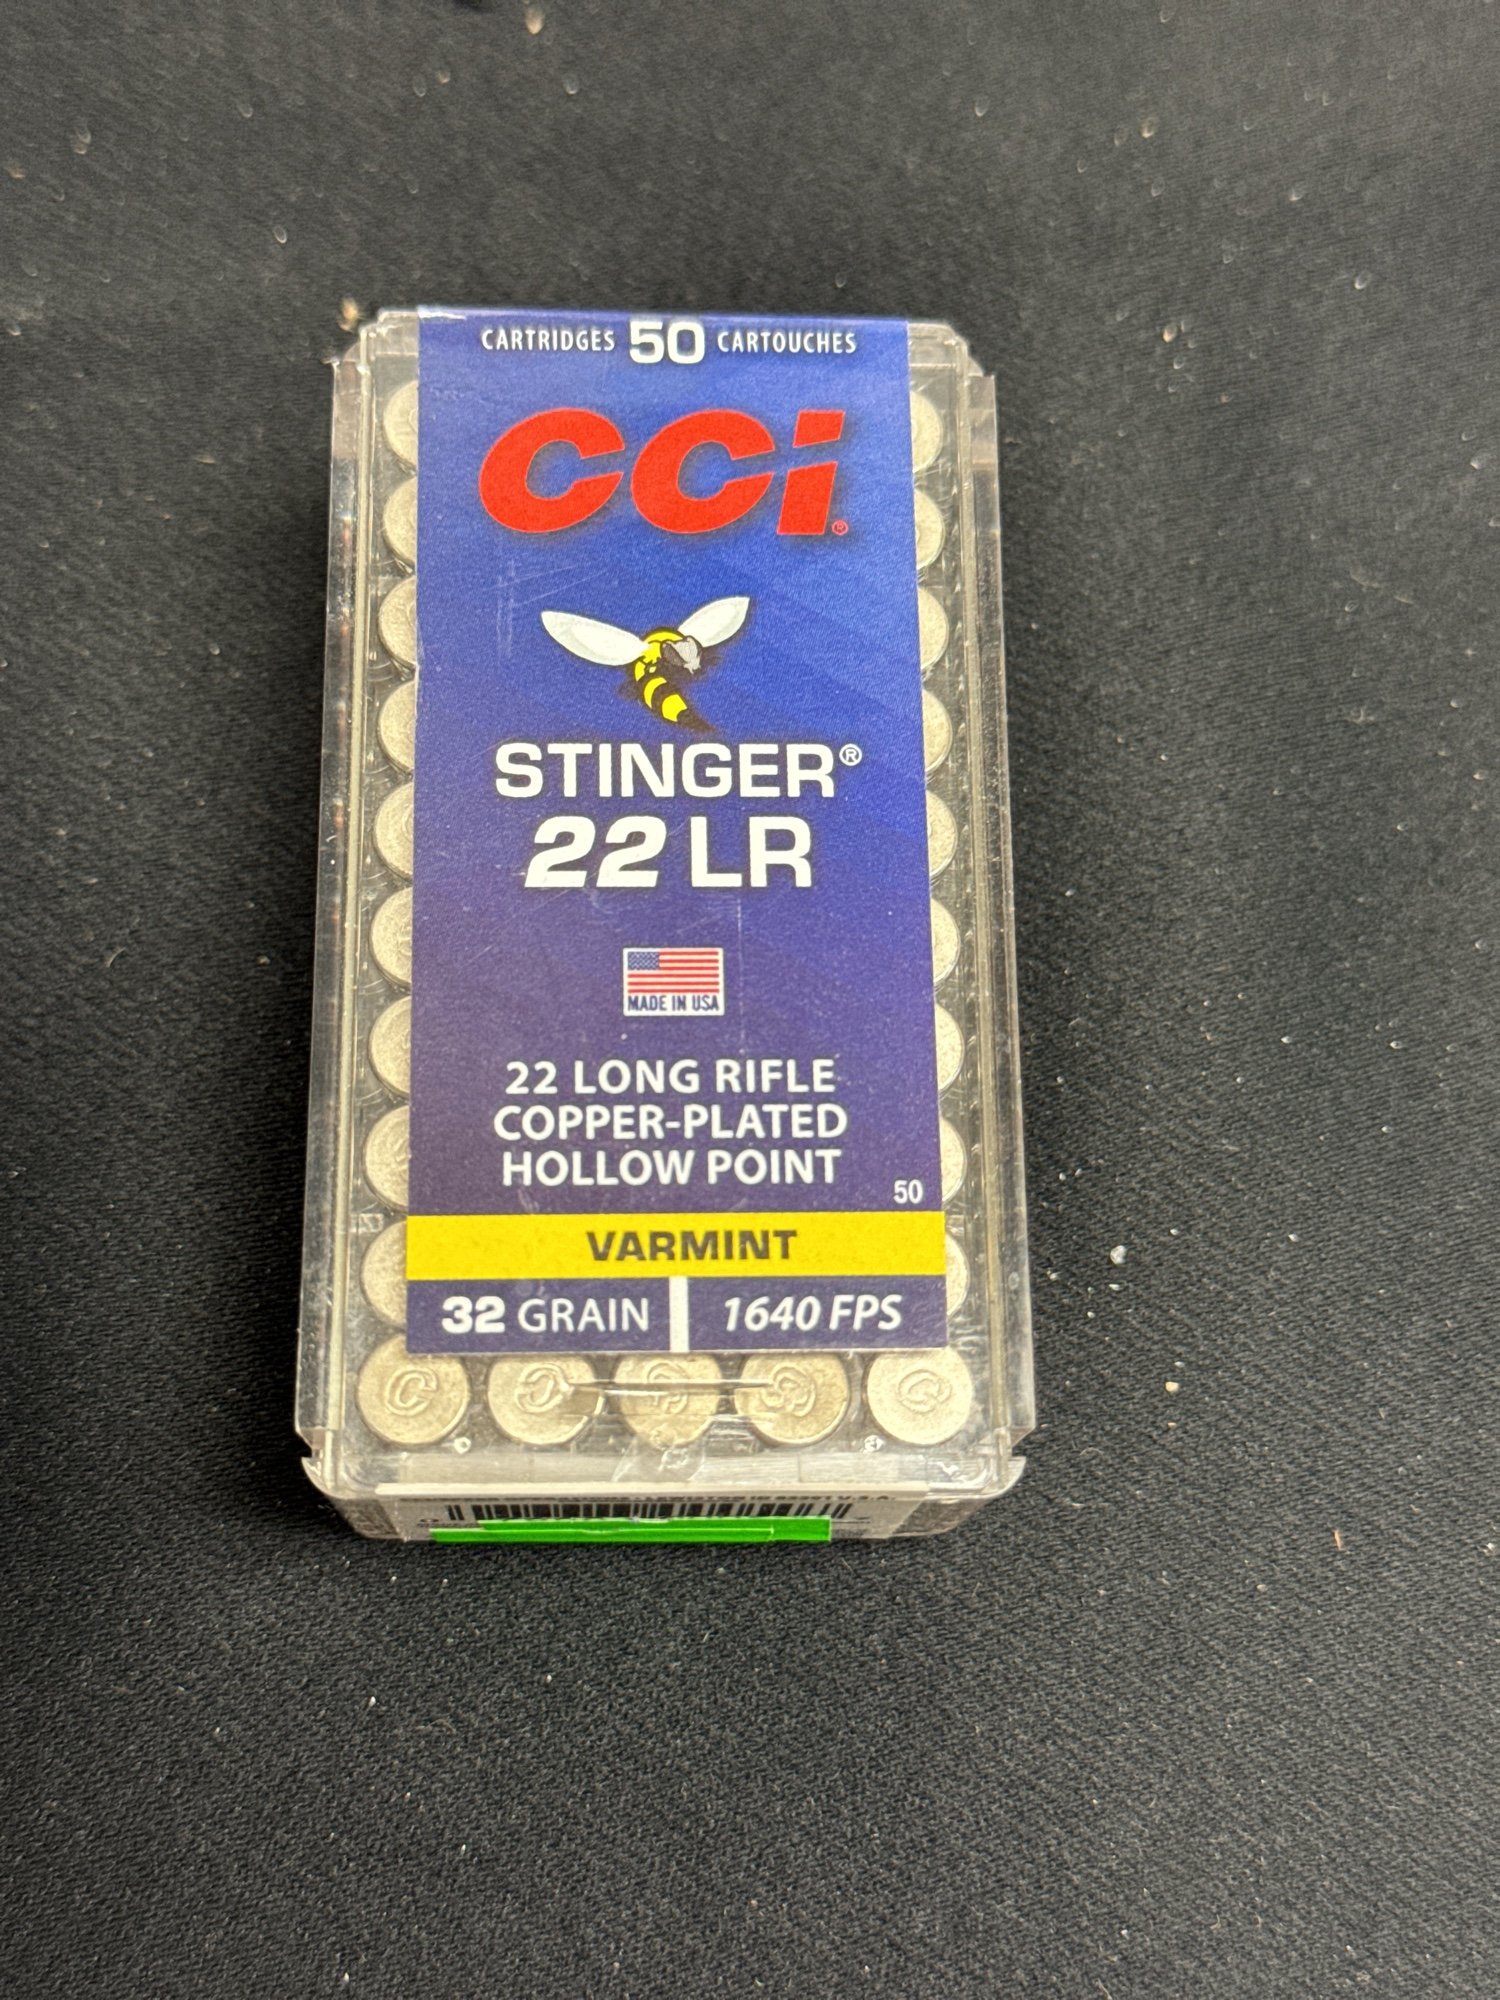 CARTRIDGES 50 CARTOUCHES
CCi®
STINGER®
22 LR
MADE IN USA
22 LONG RIFLE
COPPER-PLATED
HOLLOW POINT
50
VARMINT
32 GRAIN 1640 FPS
C C C C C